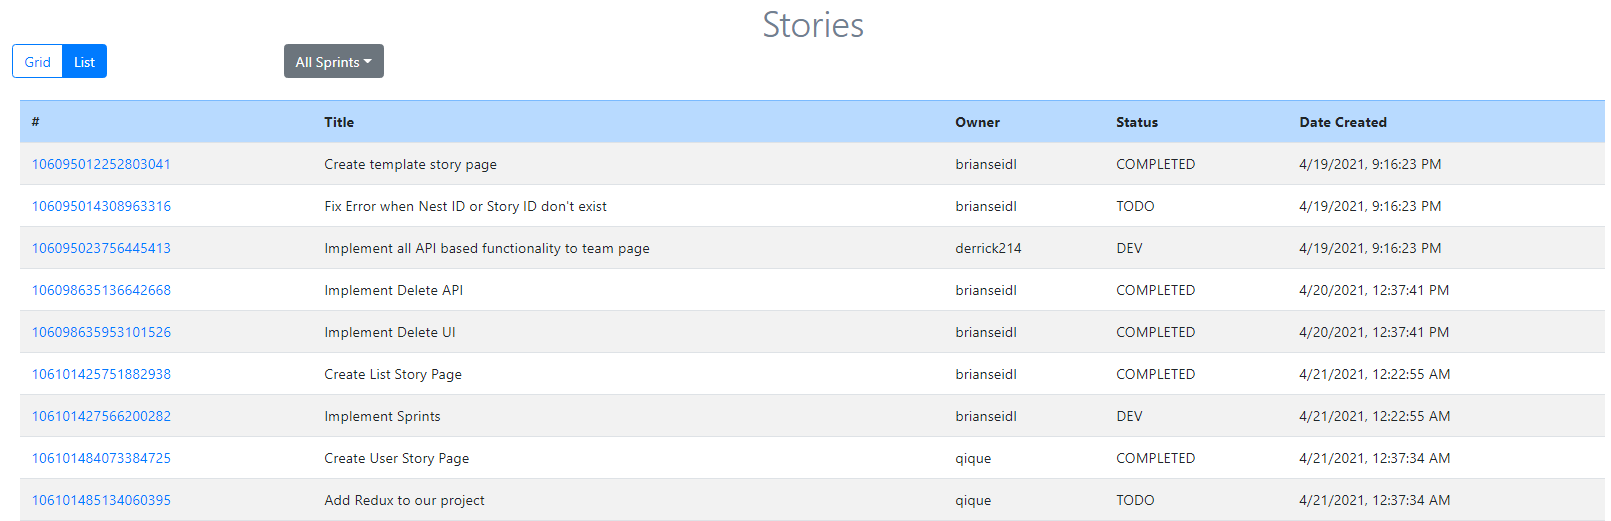 Stories
Grid List All Sprints
# Title Owner Status Date Created
106095012252803041 Create template story page brianseidl COMPLETED 4/19/2021, 9:16:23 PM
106095014308963316 Fix Error when Nest ID or Story ID don't exist brianseidl TODO 4/19/2021, 9:16:23 PM
106095023756445413 Implement all API based functionality to team page derrick214 DEV 4/19/2021, 9:16:23 PM
106098635136642668 Implement Delete API brianseidl COMPLETED 4/20/2021, 12:37:41 PM
106098635953101526 Implement Delete UI brianseidl COMPLETED 4/20/2021, 12:37:41 PM
106101425751882938 Create List Story Page brianseidl COMPLETED 4/21/2021, 12:22:55 AM
106101427566200282 Implement Sprints brianseidl DEV 4/21/2021, 12:22:55 AM
106101484073384725 Create User Story Page qique COMPLETED 4/21/2021, 12:37:34 AM
106101485134060395 Add Redux to our project qique TODO 4/21/2021, 12:37:34 AM